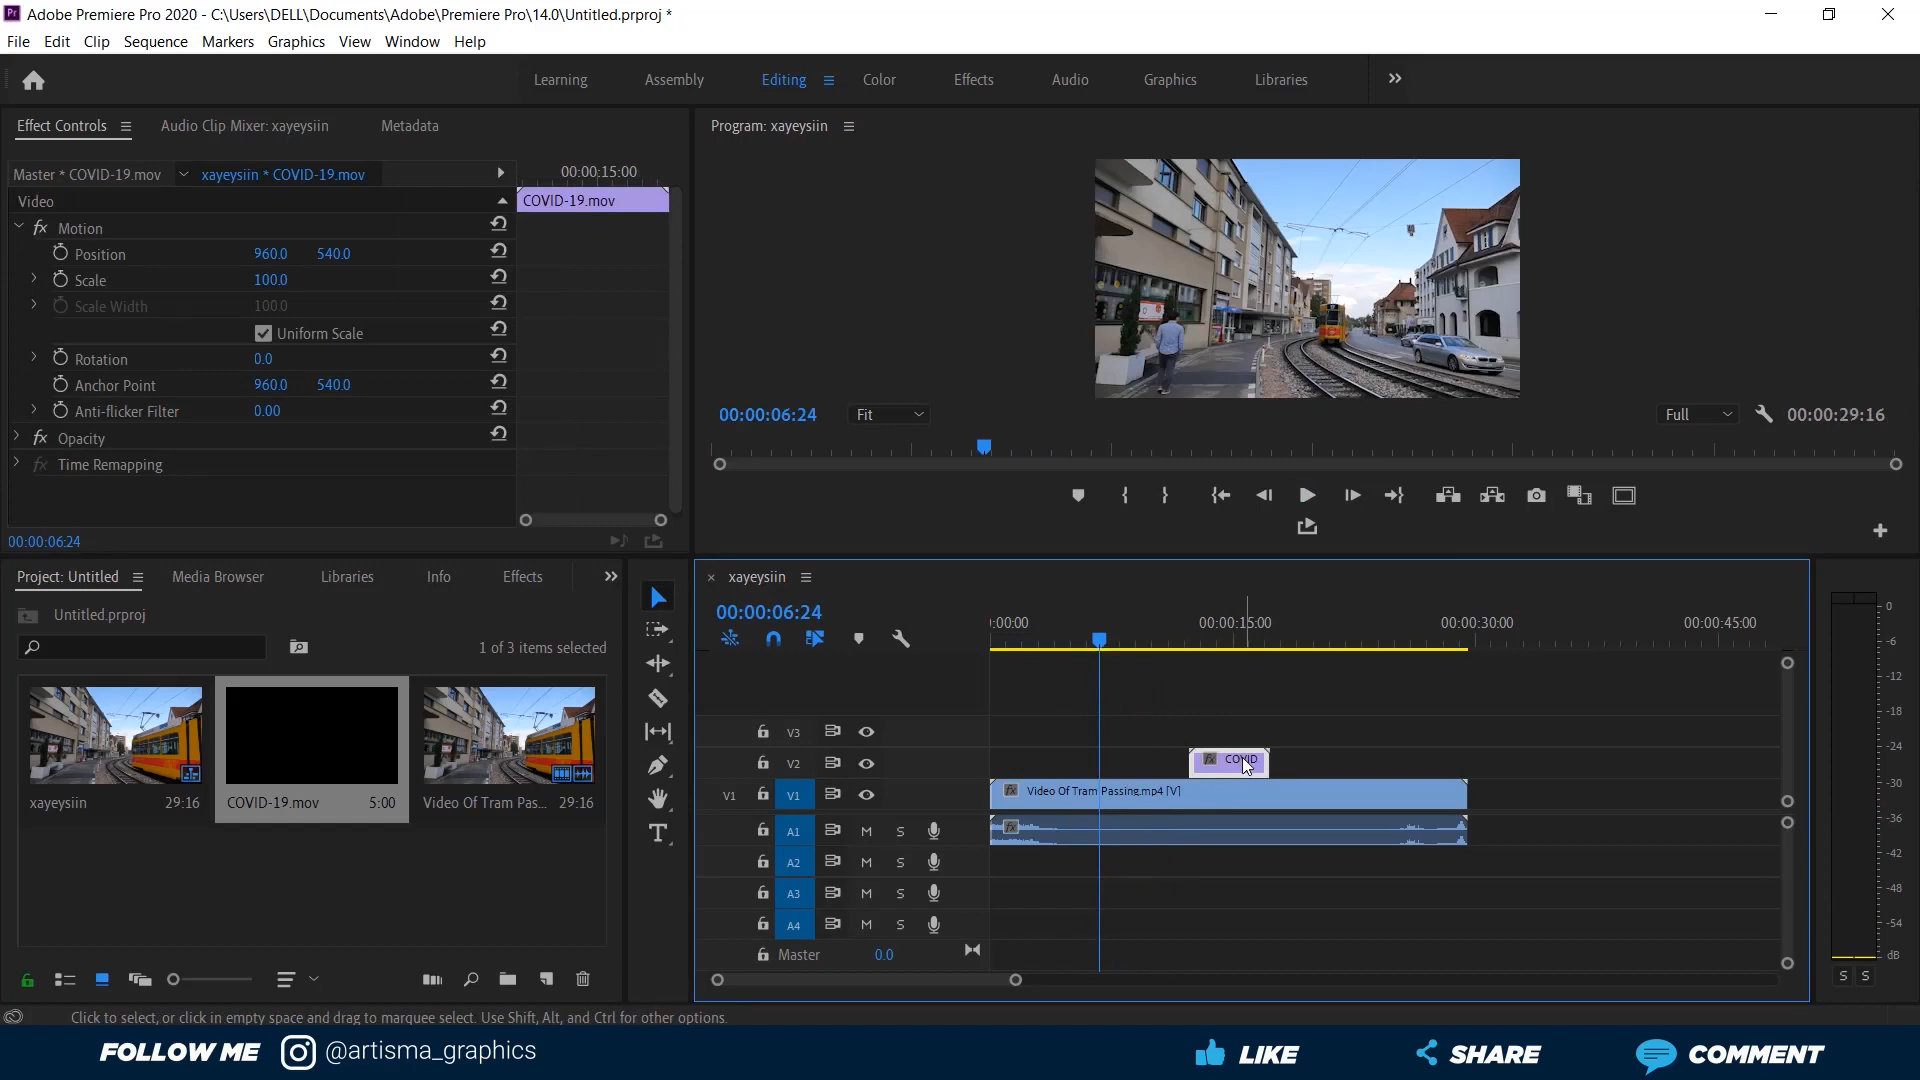 Adobe Premiere Pro 2020 - C:\Users\DELL\Documents\Adobe\Premiere Pro\14.0\Untitled.prproj *
File Edit Clip Sequence Markers Graphics View Window Help
Learning Assembly Editing Color Effects Audio Graphics Libraries
Effect Controls Audio Clip Mixer: xayeysiin Metadata
Master * COVID-19.mov xayeysiin * COVID-19.mov 00:00:15:00
Video COVID-19.mov
fx Motion
Position 960.0 540.0
Scale 100.0
Scale Width 100.0
Uniform Scale
Rotation 0.0
Anchor Point 960.0 540.0
Anti-flicker Filter 0.00
fx Opacity
fx Time Remapping
00:00:06:24
Program: xayeysiin
00:00:06:24 Fit Full 00:00:29:16
Project: Untitled Media Browser Libraries Info Effects
Untitled.prproj
1 of 3 items selected
xayeysiin 29:16 COVID-19.mov 5:00 Video Of Tram Pas... 29:16
xayeysiin
00:00:06:24
:00:00 00:00:15:00 00:00:30:00 00:00:45:00
V3
V2 fx COVID
V1 V1 fx Video Of Tram Passing.mp4 [V]
A1 M S fx
A2 M S
A3 M S
A4 M S
Master 0.0
0
-6
-12
-18
-24
-30
-36
-42
-48
-54
dB
S S
Click to select, or click in empty space and drag to marquee select. Use Shift, Alt, and Ctrl for other options.
FOLLOW ME @artisma_graphics LIKE SHARE COMMENT